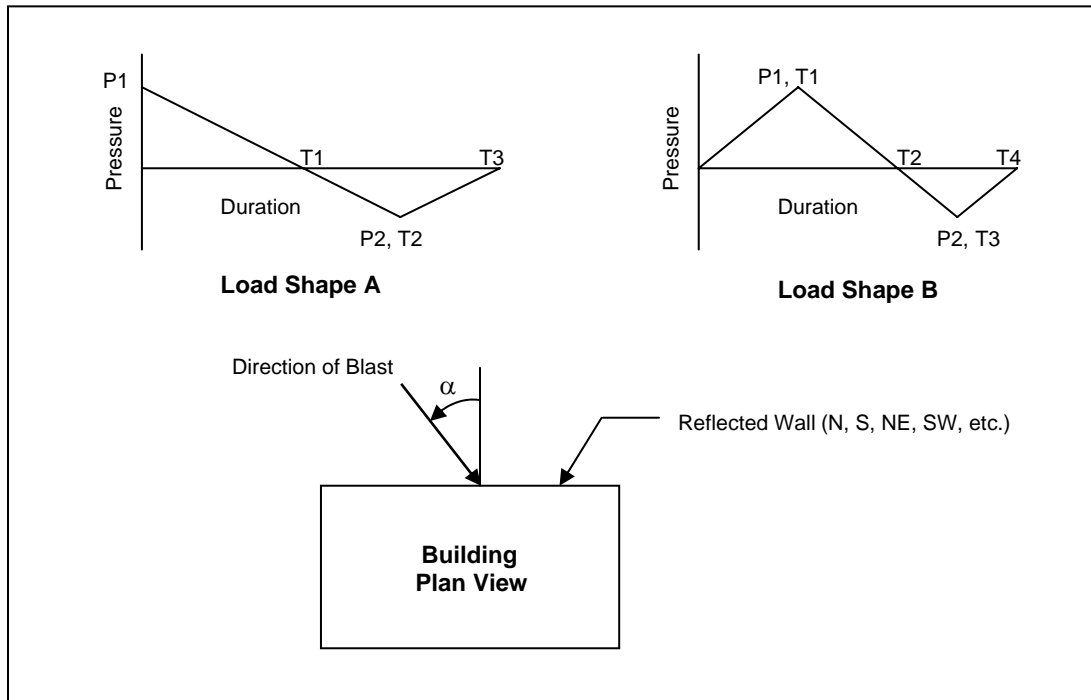 P1
Pressure
T1
T3
Duration
P2, T2
Load Shape A
P1, T1
Pressure
T2
T4
Duration
P2, T3
Load Shape B
Direction of Blast
α
Reflected Wall (N, S, NE, SW, etc.)
Building
Plan View